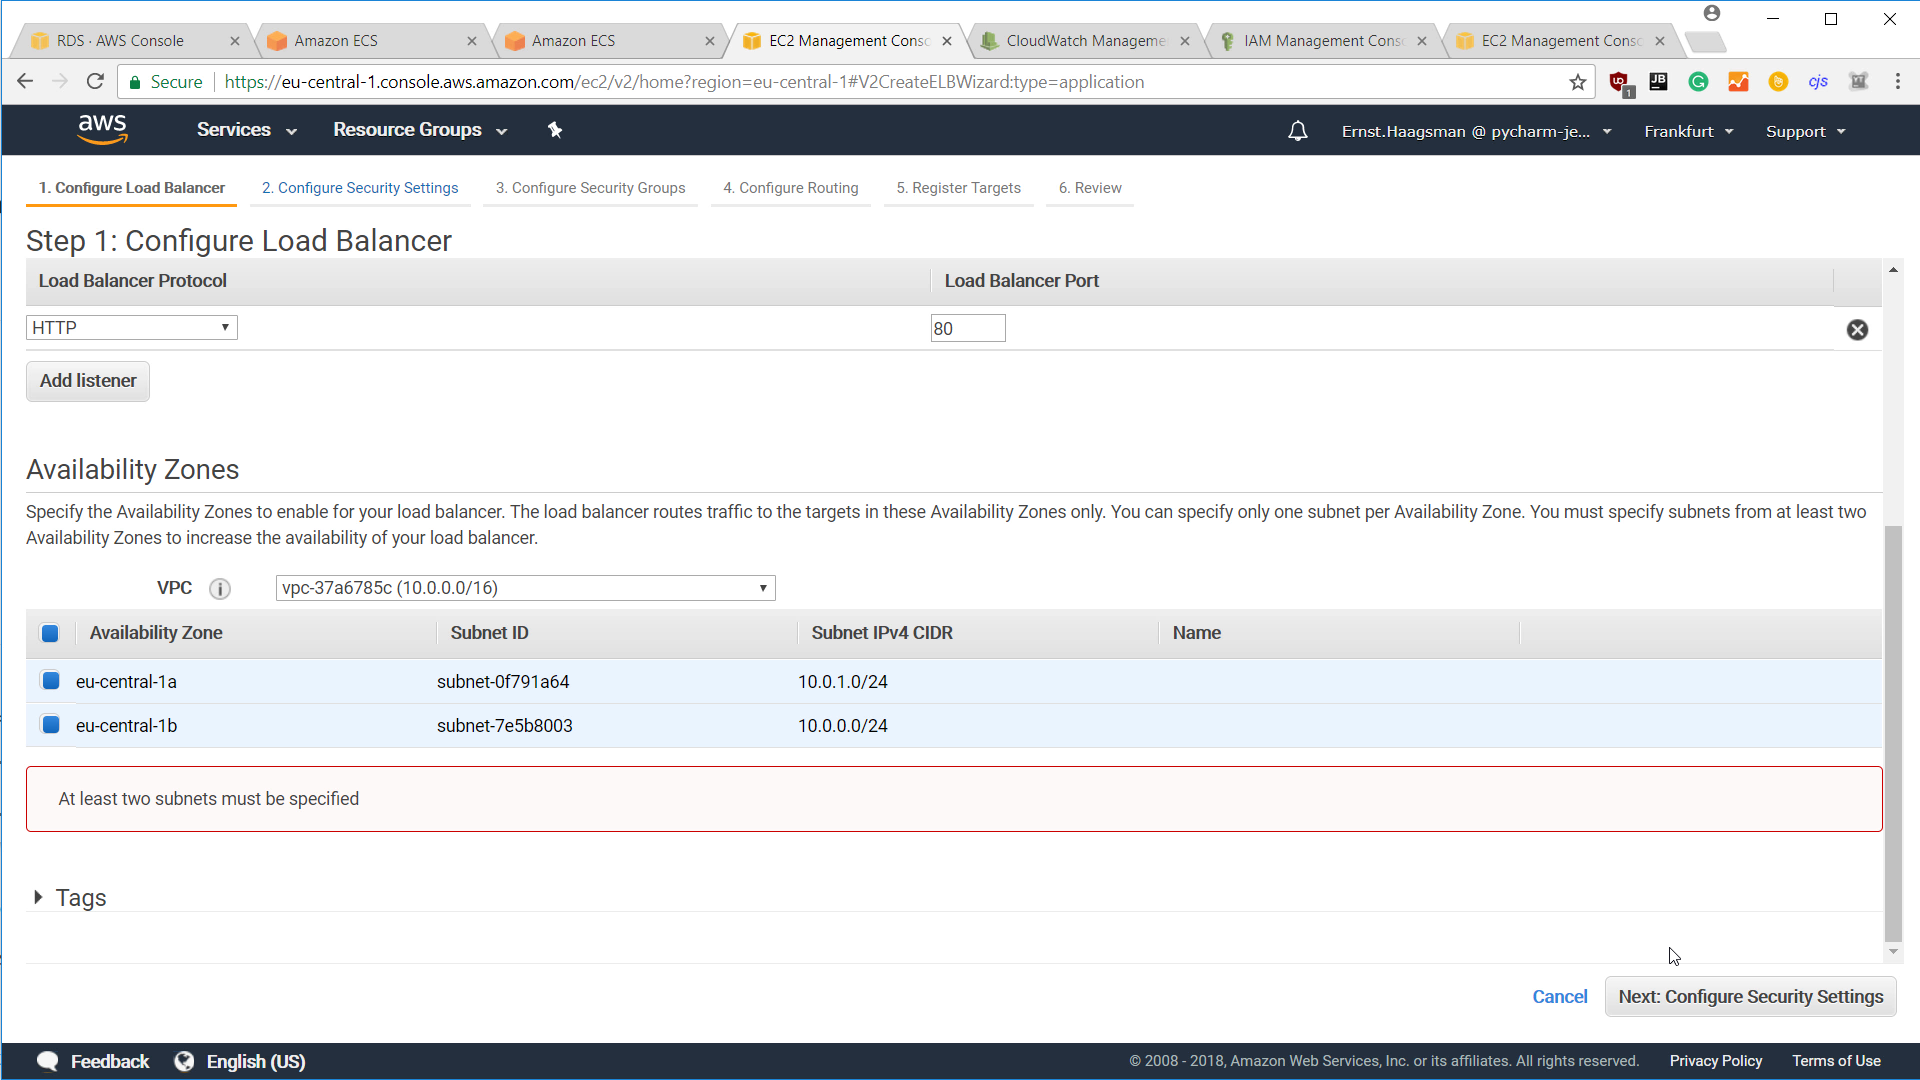 RDS · AWS Console
Amazon ECS
Amazon ECS
EC2 Management Conso
CloudWatch Manageme
IAM Management Cons
EC2 Management Conso
Secure
https://eu-central-1.console.aws.amazon.com/ec2/v2/home?region=eu-central-1#V2CreateELBWizard:type=application
1
JB
cjs
aws
Services
Resource Groups
Ernst.Haagsman @ pycharm-je...
Frankfurt
Support
1. Configure Load Balancer
2. Configure Security Settings
3. Configure Security Groups
4. Configure Routing
5. Register Targets
6. Review
Step 1: Configure Load Balancer
Load Balancer Protocol
Load Balancer Port
HTTP
80
Add listener
Availability Zones
Specify the Availability Zones to enable for your load balancer. The load balancer routes traffic to the targets in these Availability Zones only. You can specify only one subnet per Availability Zone. You must specify subnets from at least two
Availability Zones to increase the availability of your load balancer.
VPC
vpc-37a6785c (10.0.0.0/16)
Availability Zone
Subnet ID
Subnet IPv4 CIDR
Name
eu-central-1a
subnet-0f791a64
10.0.1.0/24
eu-central-1b
subnet-7e5b8003
10.0.0.0/24
At least two subnets must be specified
Tags
Cancel
Next: Configure Security Settings
Feedback
English (US)
© 2008 - 2018, Amazon Web Services, Inc. or its affiliates. All rights reserved.
Privacy Policy
Terms of Use